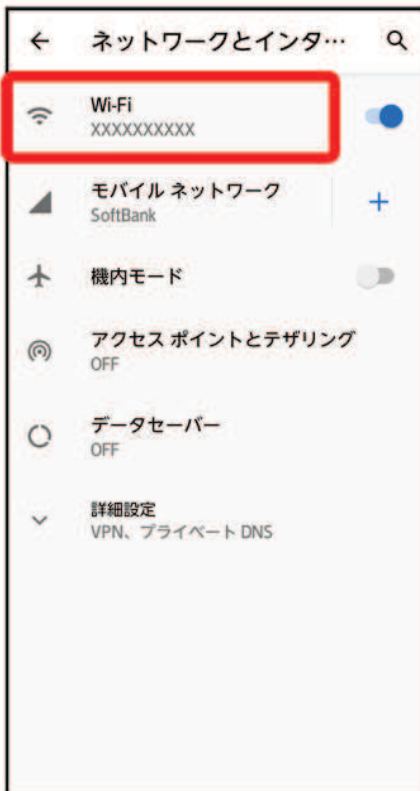 ネットワークとインタ…
Wi-Fi
XXXXXXXXXX
モバイル ネットワーク
SoftBank
機内モード
アクセス ポイントとテザリング
OFF
データセーバー
OFF
詳細設定
VPN、プライベート DNS